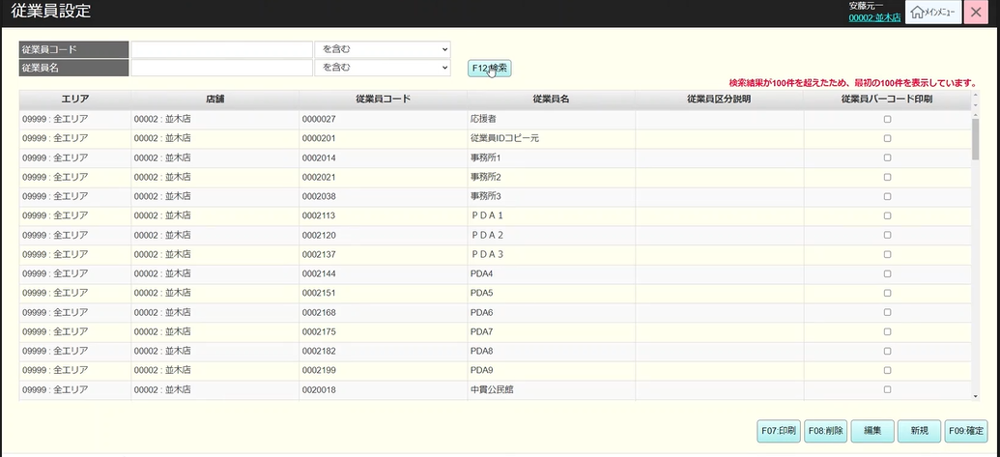 従業員設定
安藤元一
00002:並木店
メインメニュー
従業員コード を含む
従業員名 を含む
F12:検索
検索結果が100件を超えたため、最初の100件を表示しています。
エリア 店舗 従業員コード 従業員名 従業員区分説明 従業員バーコード印刷
09999 : 全エリア 00002 : 並木店 0000027 応援者
09999 : 全エリア 00002 : 並木店 0000201 従業員IDコピー元
09999 : 全エリア 00002 : 並木店 0002014 事務所1
09999 : 全エリア 00002 : 並木店 0002021 事務所2
09999 : 全エリア 00002 : 並木店 0002038 事務所3
09999 : 全エリア 00002 : 並木店 0002113 ＰＤＡ１
09999 : 全エリア 00002 : 並木店 0002120 ＰＤＡ２
09999 : 全エリア 00002 : 並木店 0002137 ＰＤＡ３
09999 : 全エリア 00002 : 並木店 0002144 PDA4
09999 : 全エリア 00002 : 並木店 0002151 PDA5
09999 : 全エリア 00002 : 並木店 0002168 PDA6
09999 : 全エリア 00002 : 並木店 0002175 PDA7
09999 : 全エリア 00002 : 並木店 0002182 PDA8
09999 : 全エリア 00002 : 並木店 0002199 PDA9
09999 : 全エリア 00002 : 並木店 0020018 中貫公民館
F07:印刷 F08:削除 編集 新規 F09:確定